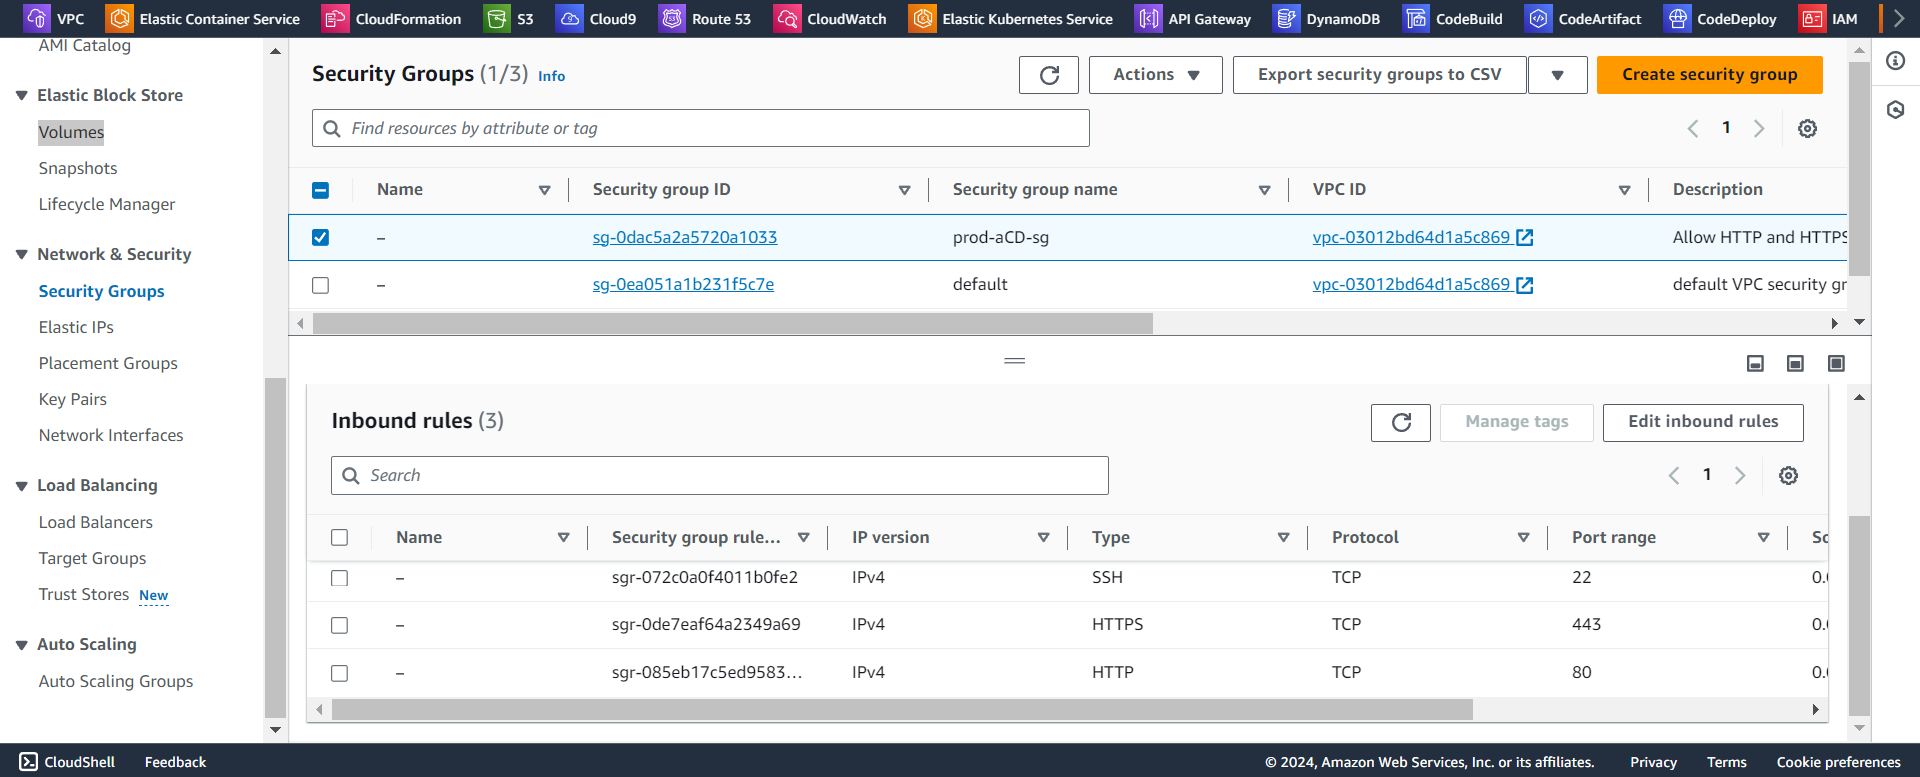 VPC Elastic Container Service CloudFormation S3 Cloud9 Route 53 CloudWatch Elastic Kubernetes Service API Gateway DynamoDB CodeBuild CodeArtifact CodeDeploy IAM
AMI Catalog
Elastic Block Store
Volumes
Snapshots
Lifecycle Manager
Network & Security
Security Groups
Elastic IPs
Placement Groups
Key Pairs
Network Interfaces
Load Balancing
Load Balancers
Target Groups
Trust Stores New
Auto Scaling
Auto Scaling Groups
Security Groups (1/3) Info
Actions Export security groups to CSV Create security group
Find resources by attribute or tag
1
Name Security group ID Security group name VPC ID Description
– sg-0dac5a2a5720a1033 prod-aCD-sg vpc-03012bd64d1a5c869 Allow HTTP and HTTPS
– sg-0ea051a1b231f5c7e default vpc-03012bd64d1a5c869 default VPC security gr
Inbound rules (3)
Manage tags Edit inbound rules
Search
1
Name Security group rule... IP version Type Protocol Port range Sc
– sgr-072c0a0f4011b0fe2 IPv4 SSH TCP 22 0.
– sgr-0de7eaf64a2349a69 IPv4 HTTPS TCP 443 0.
– sgr-085eb17c5ed9583... IPv4 HTTP TCP 80 0.
CloudShell Feedback © 2024, Amazon Web Services, Inc. or its affiliates. Privacy Terms Cookie preferences